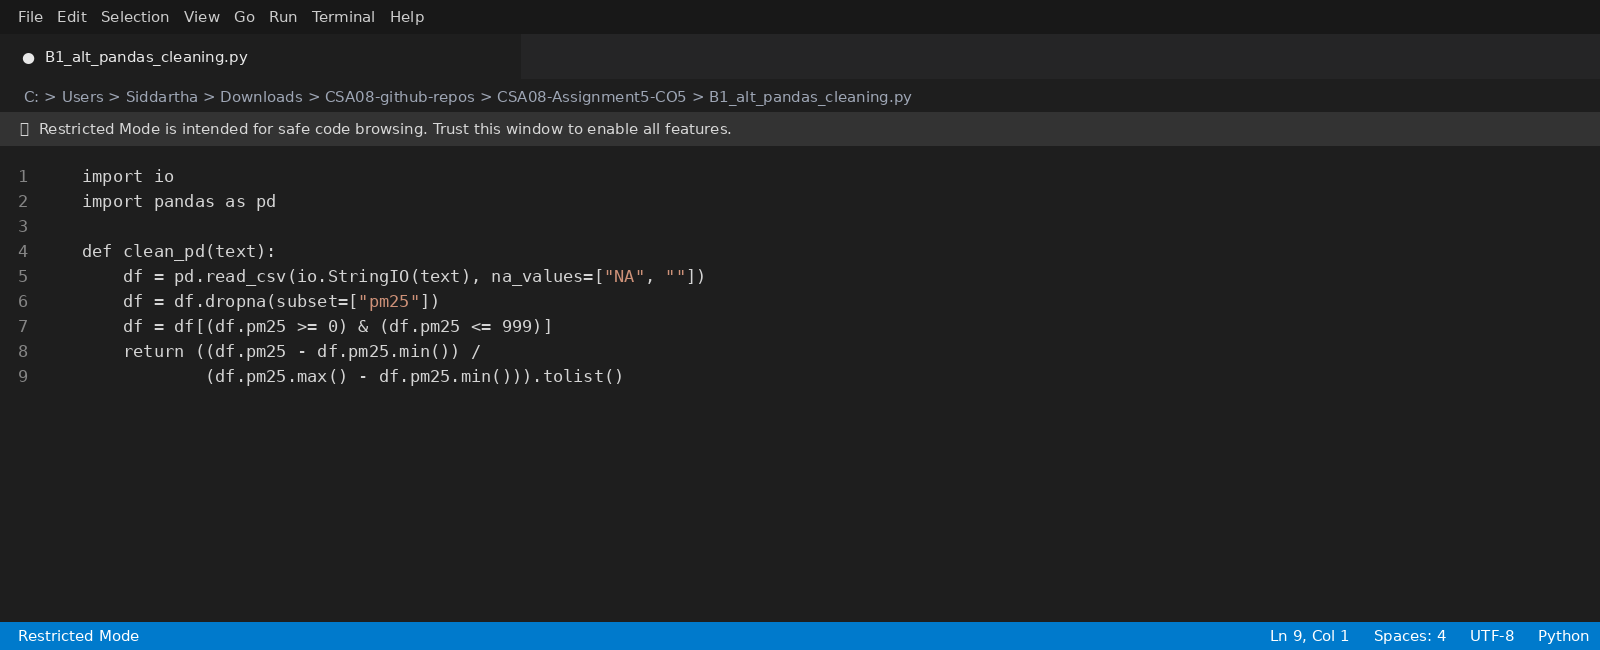 File Edit Selection View Go Run Terminal Help
● B1_alt_pandas_cleaning.py
C: > Users > Siddartha > Downloads > CSA08-github-repos > CSA08-Assignment5-CO5 > B1_alt_pandas_cleaning.py
Restricted Mode is intended for safe code browsing. Trust this window to enable all features.
1 import io
2 import pandas as pd
3
4 def clean_pd(text):
5     df = pd.read_csv(io.StringIO(text), na_values=["NA", ""])
6     df = df.dropna(subset=["pm25"])
7     df = df[(df.pm25 >= 0) & (df.pm25 <= 999)]
8     return ((df.pm25 - df.pm25.min()) /
9             (df.pm25.max() - df.pm25.min())).tolist()
Restricted Mode Ln 9, Col 1 Spaces: 4 UTF-8 Python